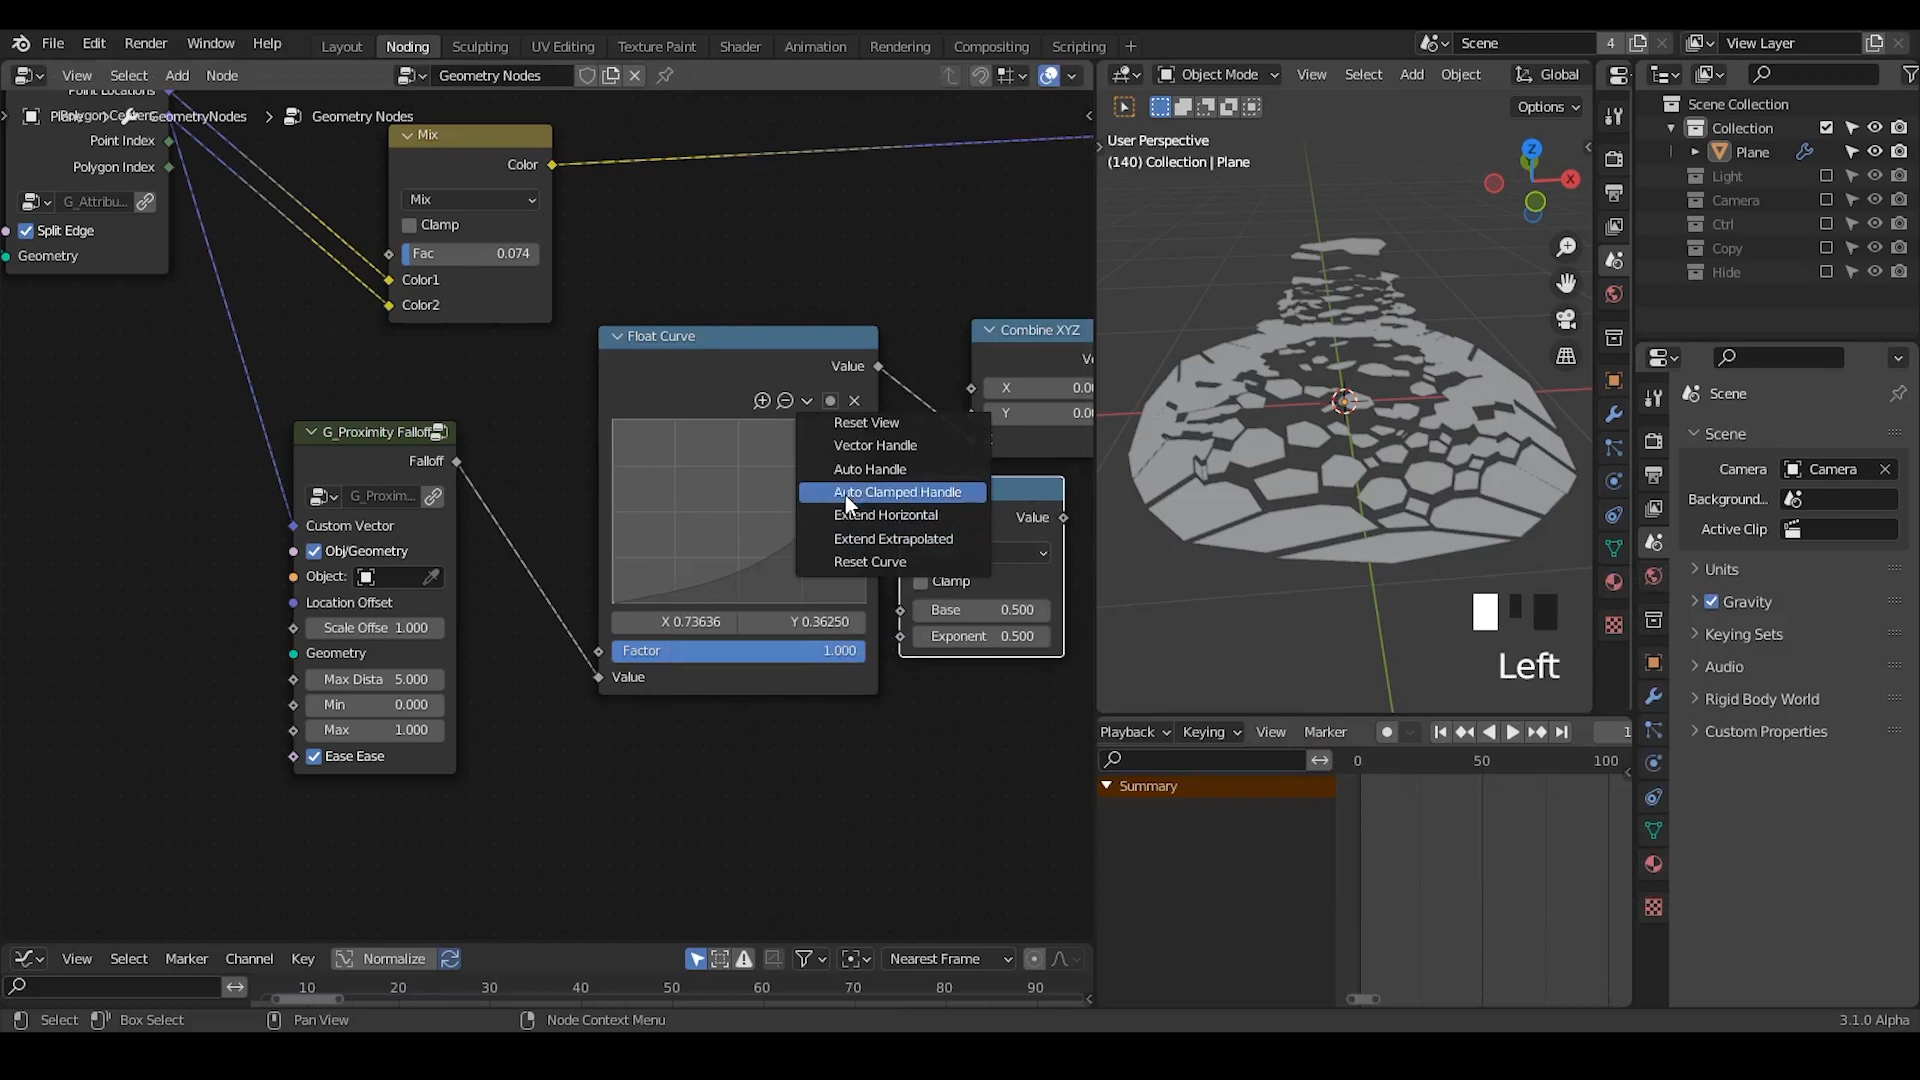 File Edit Render Window Help
Layout Noding Sculpting UV Editing Texture Paint Shader Animation Rendering Compositing Scripting +
Scene 4
View Layer
View Select Add Node
Geometry Nodes
Object Mode View Select Add Object Global
Options
GeometryNodes > Geometry Nodes
Point Index
Polygon Index
G_Attribu...
Split Edge
Geometry
Mix
Color
Mix
Clamp
Fac 0.074
Color1
Color2
Float Curve
Value
Reset View
Vector Handle
Auto Handle
Auto Clamped Handle
Extend Horizontal
Extend Extrapolated
Reset Curve
X 0.73636 Y 0.36250
Factor 1.000
Value
Combine XYZ
X 0.00
Y 0.00
Value
Clamp
Base 0.500
Exponent 0.500
G_Proximity Falloff
Falloff
G_Proxim...
Custom Vector
Obj/Geometry
Object:
Location Offset
Scale Offse 1.000
Geometry
Max Dista 5.000
Min 0.000
Max 1.000
Ease Ease
User Perspective
(140) Collection | Plane
Z
X
Left
Scene Collection
Collection
Plane
Light
Camera
Ctrl
Copy
Hide
Scene
Scene
Camera Camera
Background...
Active Clip
Units
Gravity
Keying Sets
Audio
Rigid Body World
Custom Properties
Playback Keying View Marker 1
0 50 100
Summary
View Select Marker Channel Key Normalize Nearest Frame
10 20 30 40 50 60 70 80 90
Select Box Select Pan View Node Context Menu 3.1.0 Alpha